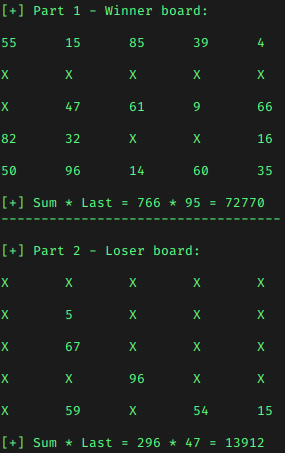 [+] Part 1 - Winner board:
55 15 85 39 4
X X X X X
X 47 61 9 66
82 32 X X 16
50 96 14 60 35
[+] Sum * Last = 766 * 95 = 72770
-----------------------------------
[+] Part 2 - Loser board:
X X X X X
X 5 X X X
X 67 X X X
X X 96 X X
X 59 X 54 15
[+] Sum * Last = 296 * 47 = 13912